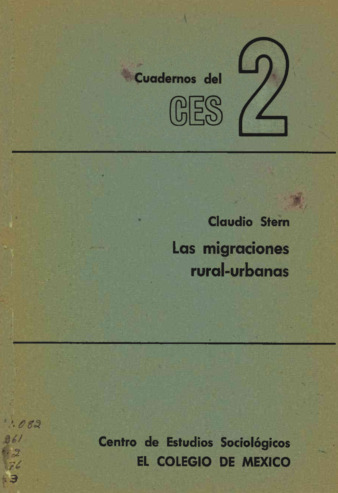 Cuadernos del
CES
2
Claudio Stern
Las migraciones
rural-urbanas
Centro de Estudios Sociológicos
EL COLEGIO DE MEXICO